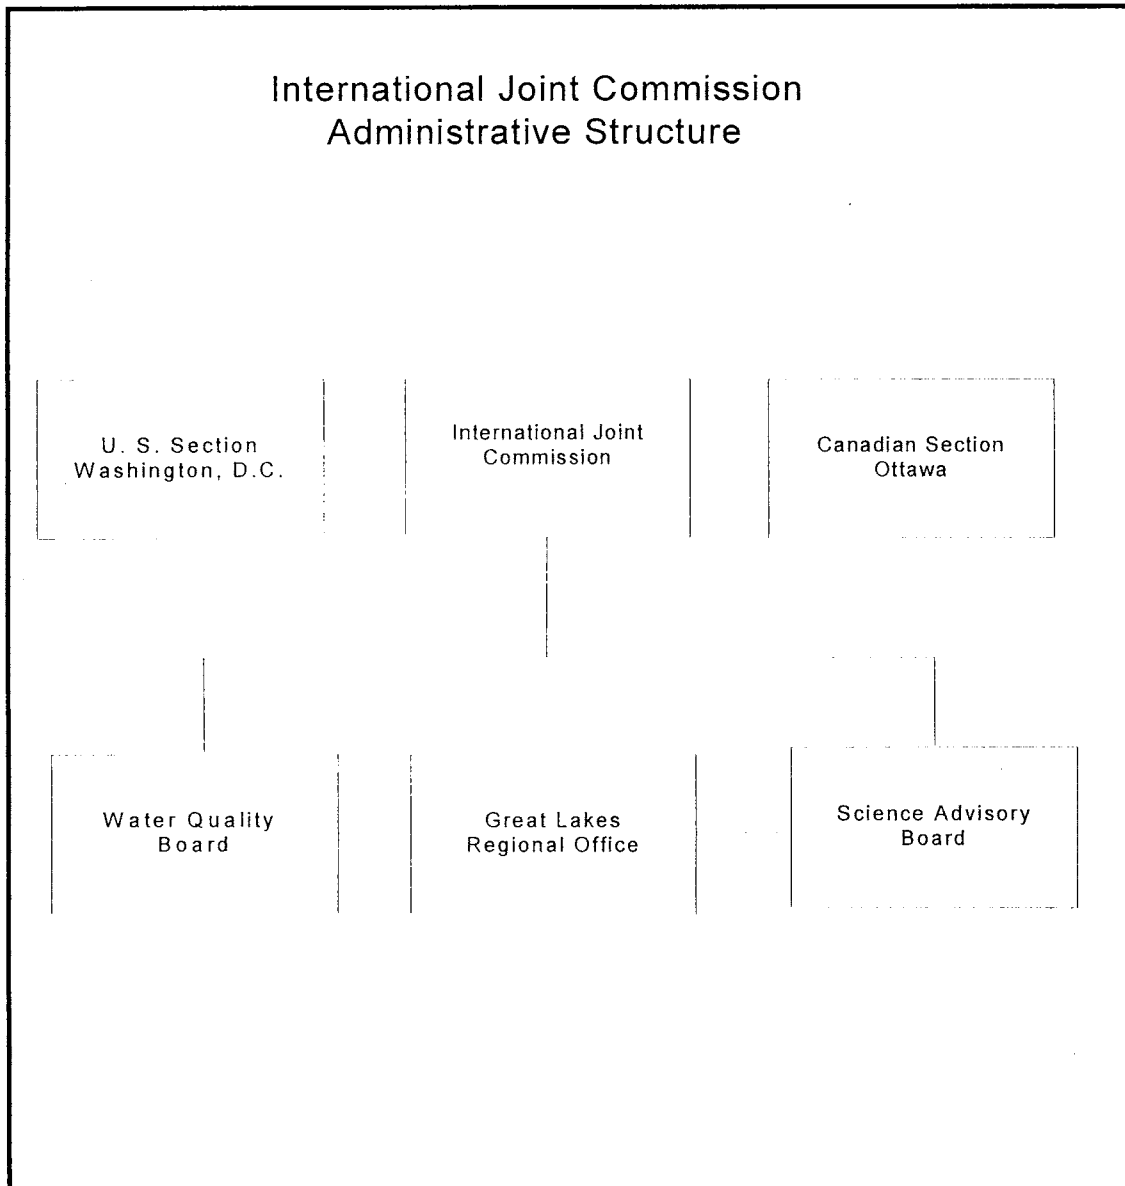 International Joint Commission
Administrative Structure
U. S. Section
Washington, D.C.
International Joint
Commission
Canadian Section
Ottawa
Water Quality
Board
Great Lakes
Regional Office
Science Advisory
Board